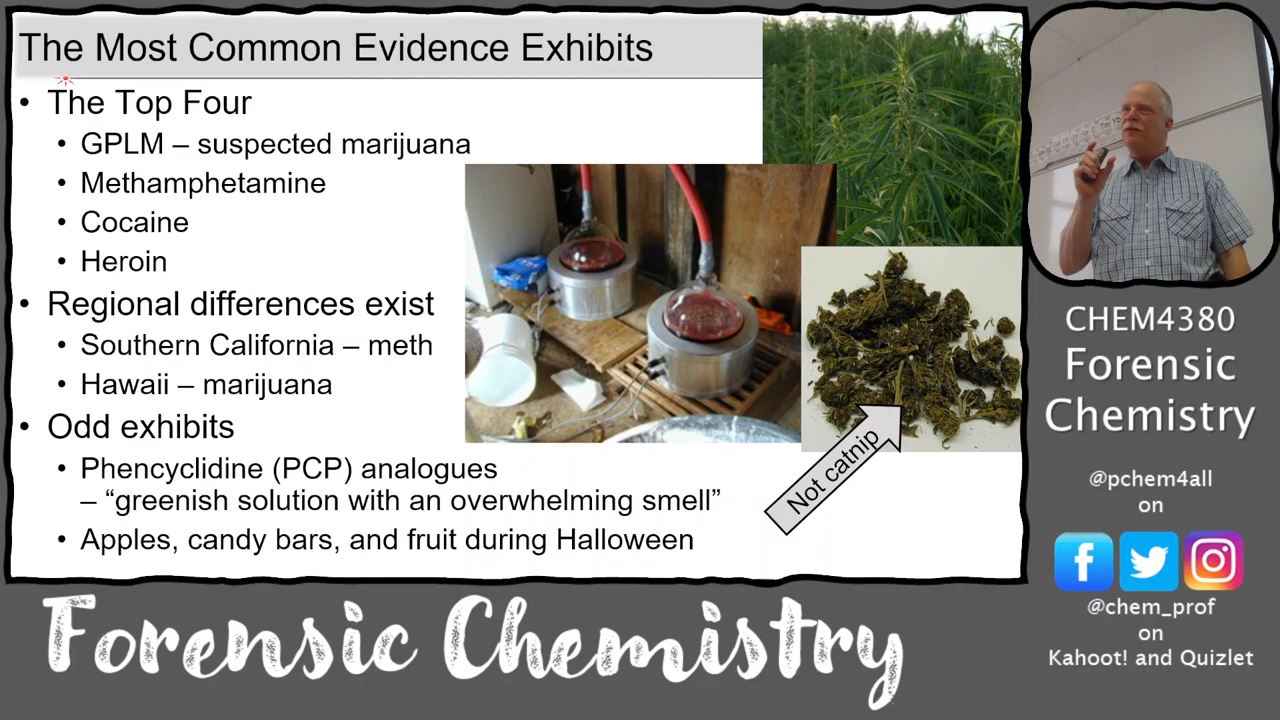 The Most Common Evidence Exhibits
• The Top Four
• GPLM – suspected marijuana
• Methamphetamine
• Cocaine
• Heroin
• Regional differences exist
• Southern California – meth
• Hawaii – marijuana
• Odd exhibits
• Phencyclidine (PCP) analogues
– “greenish solution with an overwhelming smell”
• Apples, candy bars, and fruit during Halloween
Not catnip
CHEM4380
Forensic
Chemistry
@pchem4all
on
@chem_prof
on
Kahoot! and Quizlet
Forensic Chemistry